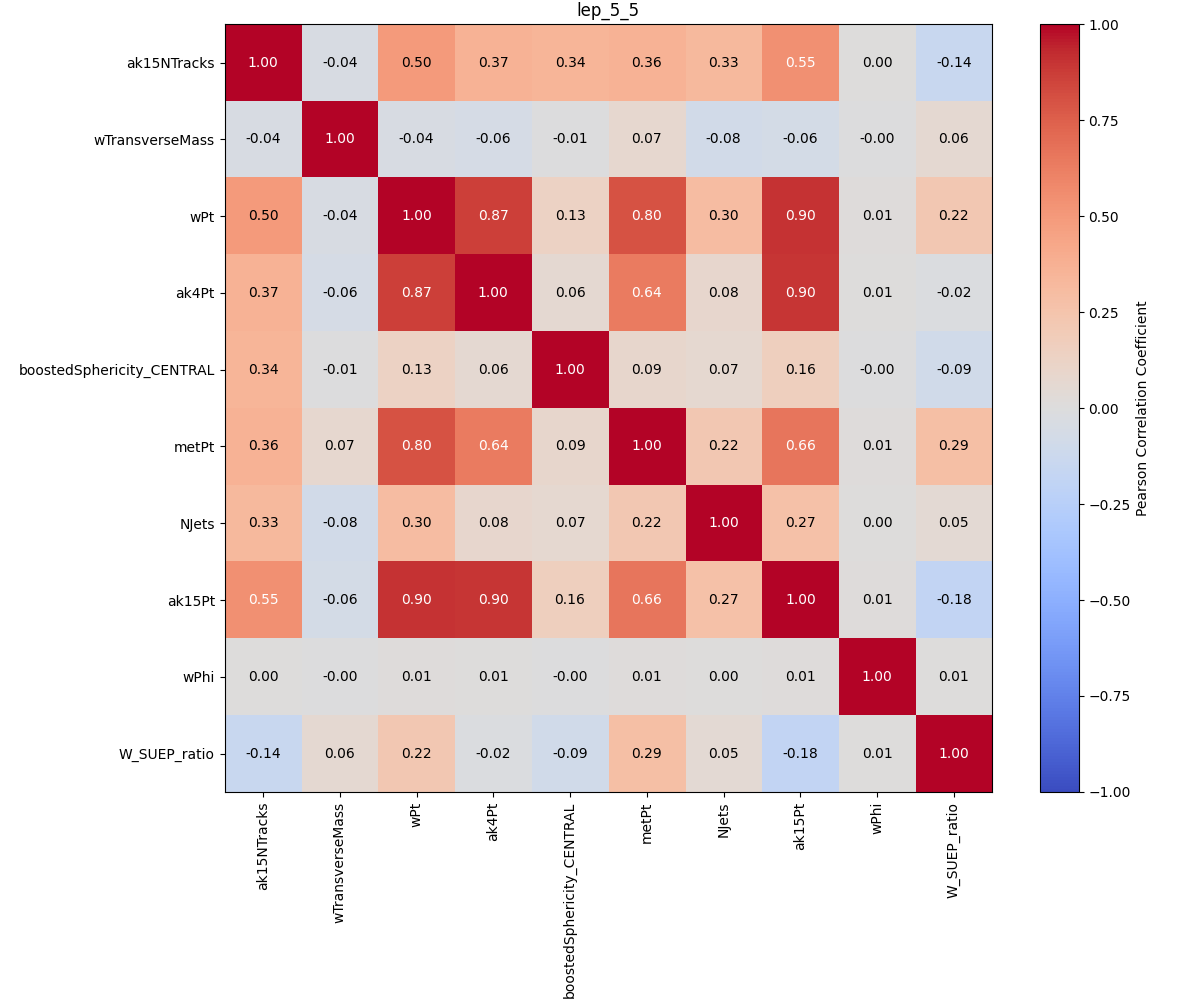 lep_5_5
ak15NTracks 1.00 -0.04 0.50 0.37 0.34 0.36 0.33 0.55 0.00 -0.14
wTransverseMass -0.04 1.00 -0.04 -0.06 -0.01 0.07 -0.08 -0.06 -0.00 0.06
wPt 0.50 -0.04 1.00 0.87 0.13 0.80 0.30 0.90 0.01 0.22
ak4Pt 0.37 -0.06 0.87 1.00 0.06 0.64 0.08 0.90 0.01 -0.02
boostedSphericity_CENTRAL 0.34 -0.01 0.13 0.06 1.00 0.09 0.07 0.16 -0.00 -0.09
metPt 0.36 0.07 0.80 0.64 0.09 1.00 0.22 0.66 0.01 0.29
NJets 0.33 -0.08 0.30 0.08 0.07 0.22 1.00 0.27 0.00 0.05
ak15Pt 0.55 -0.06 0.90 0.90 0.16 0.66 0.27 1.00 0.01 -0.18
wPhi 0.00 -0.00 0.01 0.01 -0.00 0.01 0.00 0.01 1.00 0.01
W_SUEP_ratio -0.14 0.06 0.22 -0.02 -0.09 0.29 0.05 -0.18 0.01 1.00
ak15NTracks
wTransverseMass
wPt
ak4Pt
boostedSphericity_CENTRAL
metPt
NJets
ak15Pt
wPhi
W_SUEP_ratio
1.00
0.75
0.50
0.25
0.00
−0.25
−0.50
−0.75
−1.00
Pearson Correlation Coefficient